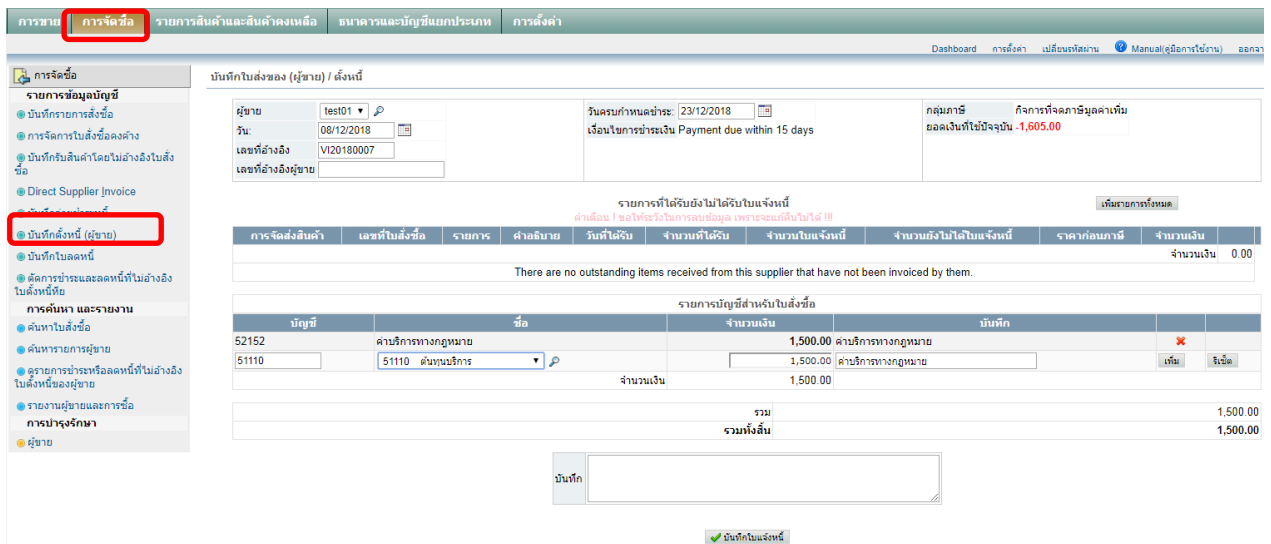 การขาย การจัดซื้อ รายการสินค้าและสินค้าคงเหลือ ธนาคารและบัญชีแยกประเภท การตั้งค่า
Dashboard การตั้งค่า เปลี่ยนรหัสผ่าน Manual(คู่มือการใช้งาน)
การจัดซื้อ
รายการข้อมูลบัญชี
บันทึกรายการสั่งซื้อ
การจัดการใบสั่งซื้อคงค้าง
บันทึกรับสินค้าโดยไม่อ้างอิงใบสั่ง
ซื้อ
Direct Supplier Invoice
บันทึกตั้งหนี้ (ผู้ขาย)
บันทึกใบลดหนี้
ตัดการชำระและลดหนี้ที่ไม่อ้างอิง
การค้นหา และรายงาน
ค้นหาใบสั่งซื้อ
ค้นหารายการผู้ขาย
ดูรายการชำระหรือลดหนี้ที่ไม่อ้างอิง
ใบตั้งหนี้ของผู้ขาย
รายงานผู้ขายและการซื้อ
การบำรุงรักษา
ผู้ขาย
บันทึกใบส่งของ (ผู้ขาย) / ตั้งหนี้
ผู้ขาย test01 วันครบกำหนดชำระ: 23/12/2018 กลุ่มภาษี กิจการที่จดภาษีมูลค่าเพิ่ม
วัน: 08/12/2018 เงื่อนไขการชำระเงิน Payment due within 15 days ยอดเงินที่ใช้ปัจจุบัน -1,605.00
เลขที่อ้างอิง VI20180007
เลขที่อ้างอิงผู้ขาย
รายการที่ได้รับยังไม่ได้รับใบแจ้งหนี้ เพิ่มรายการทั้งหมด
คำเตือน ! ขอให้ระวังในการลบข้อมูล เพราะจะแก้คืนไม่ได้ !!!
การจัดส่งสินค้า เลขที่ใบสั่งซื้อ รายการ คำอธิบาย วันที่ได้รับ จำนวนที่ได้รับ จำนวนใบแจ้งหนี้ จำนวนยังไม่ได้ใบแจ้งหนี้ ราคาก่อนภาษี จำนวนเงิน
จำนวนเงิน 0.00
There are no outstanding items received from this supplier that have not been invoiced by them.
รายการบัญชีสำหรับใบสั่งซื้อ
บัญชี ชื่อ จำนวนเงิน บันทึก
52152 ค่าบริการทางกฎหมาย 1,500.00 ค่าบริการทางกฎหมาย
51110 51110 ต้นทุนบริการ 1,500.00 ค่าบริการทางกฎหมาย เพิ่ม รีเซ็ต
จำนวนเงิน 1,500.00
รวม 1,500.00
รวมทั้งสิ้น 1,500.00
บันทึก
บันทึกใบแจ้งหนี้